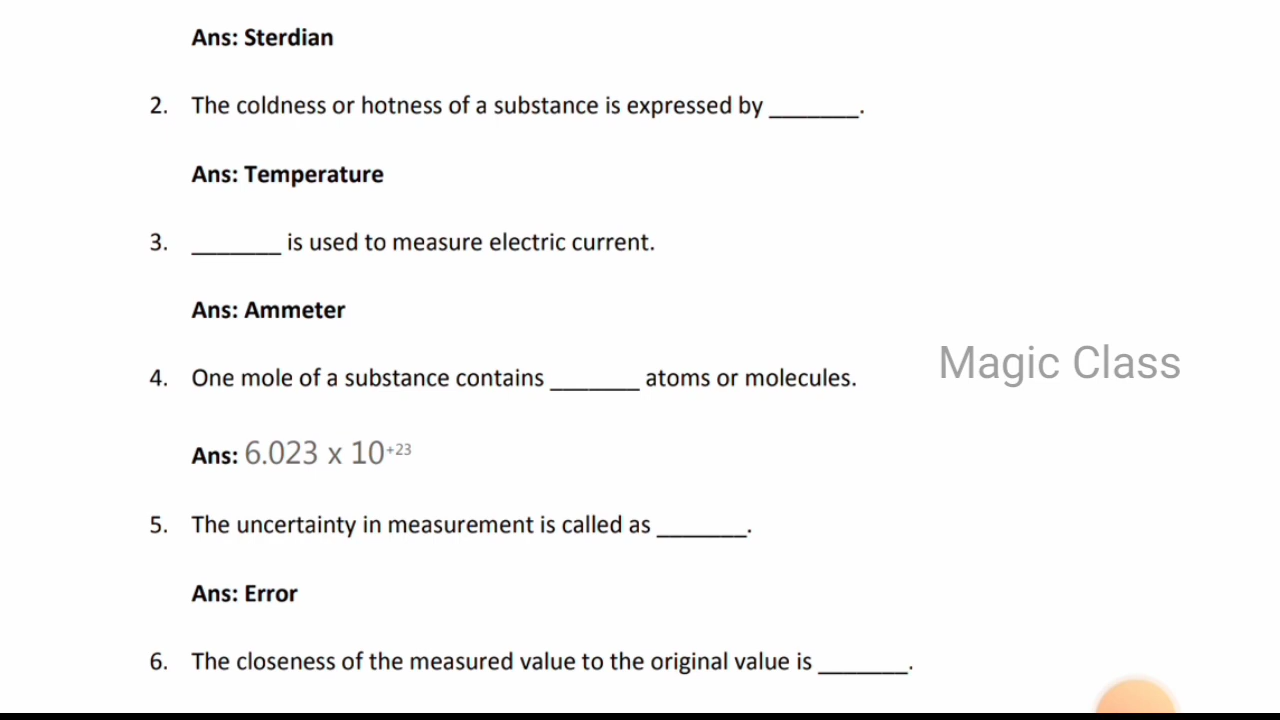 Ans: Sterdian
2. The coldness or hotness of a substance is expressed by _______.
Ans: Temperature
3. _______ is used to measure electric current.
Ans: Ammeter
4. One mole of a substance contains _______ atoms or molecules.
Magic Class
Ans: 6.023 x 10⁺²³
5. The uncertainty in measurement is called as _______.
Ans: Error
6. The closeness of the measured value to the original value is _______.